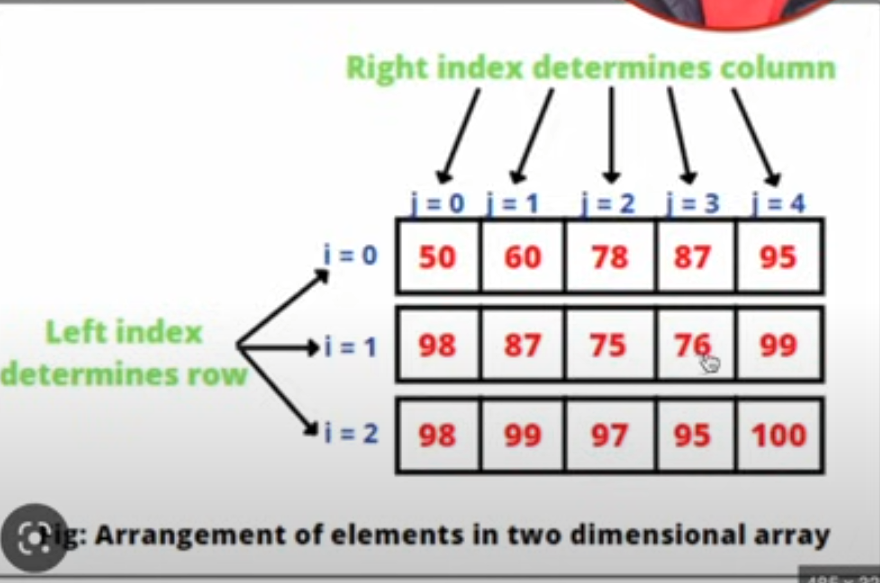 Right index determines column
j = 0 j = 1 j = 2 j = 3 j = 4
i = 0 50 60 78 87 95
Left index
determines row
i = 1 98 87 75 76 99
i = 2 98 99 97 95 100
Fig: Arrangement of elements in two dimensional array